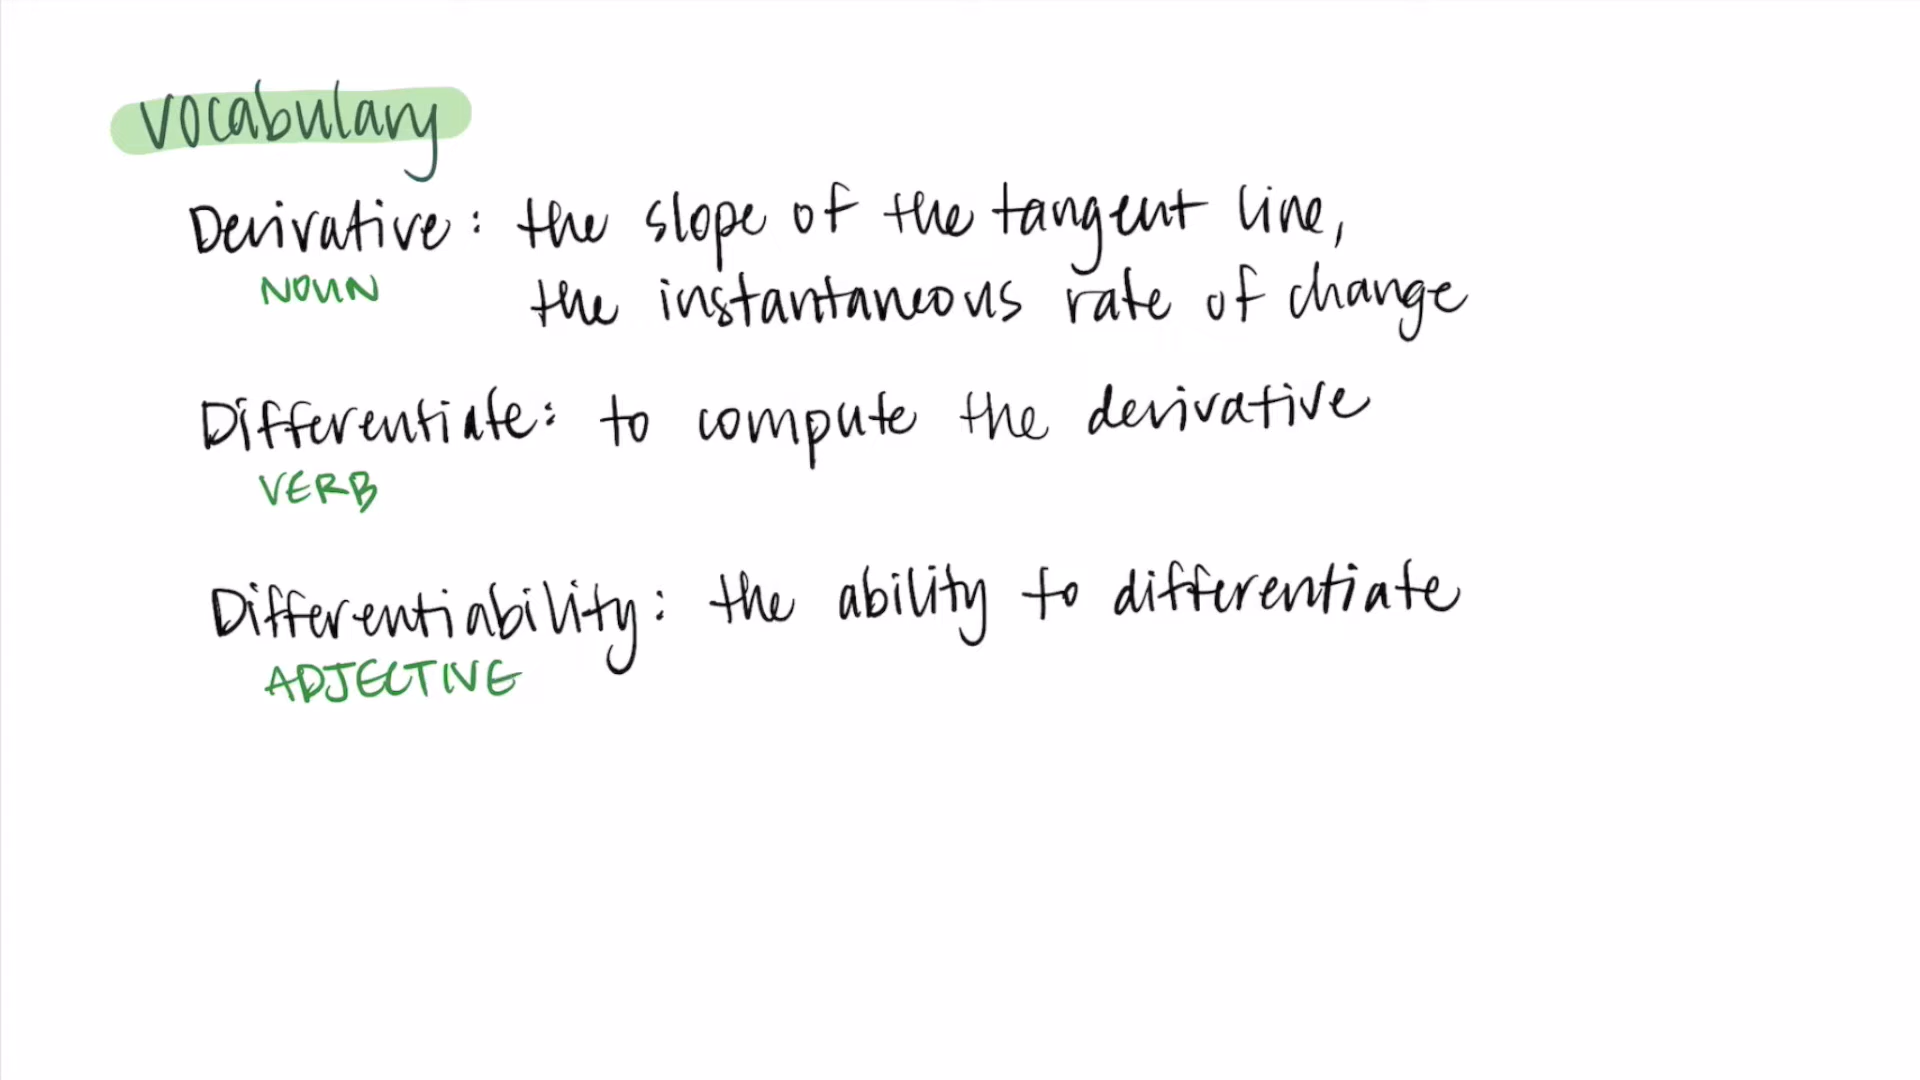 vocabulary
Derivative: the slope of the tangent line,
NOUN
the instantaneous rate of change
Differentiate: to compute the derivative
VERB
Differentiability: the ability to differentiate
ADJECTIVE